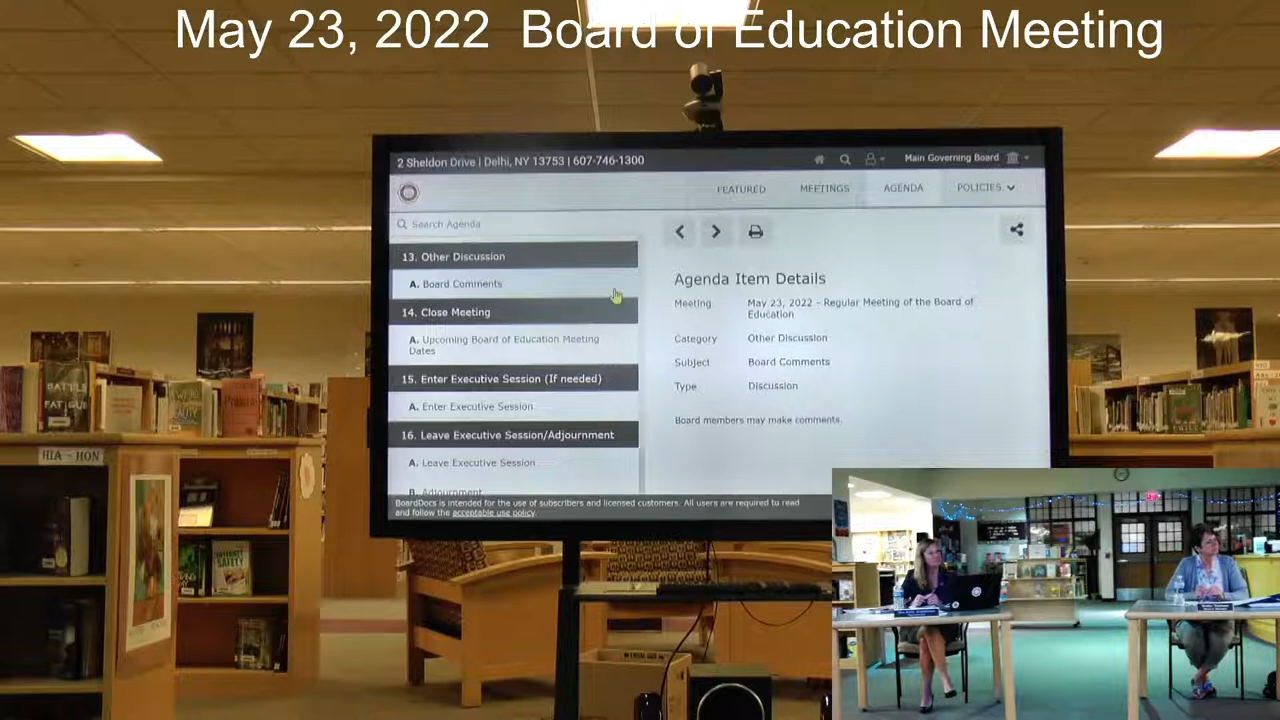 May 23, 2022  Board of Education Meeting
2 Sheldon Drive | Delhi, NY 13753 | 607-746-1300
Main Governing Board
FEATURED
MEETINGS
AGENDA
POLICIES
Search Agenda
13. Other Discussion
A. Board Comments
14. Close Meeting
A. Upcoming Board of Education Meeting
Dates
15. Enter Executive Session (If needed)
A. Enter Executive Session
16. Leave Executive Session/Adjournment
A. Leave Executive Session
B. Adjournment
Agenda Item Details
Meeting
May 23, 2022 - Regular Meeting of the Board of
Education
Category
Other Discussion
Subject
Board Comments
Type
Discussion
Board members may make comments.
BoardDocs is intended for the use of subscribers and licensed customers. All users are required to read
and follow the acceptable use policy.
BATTLE
FATIGUE
HIA - HON
INTERNET
SAFETY